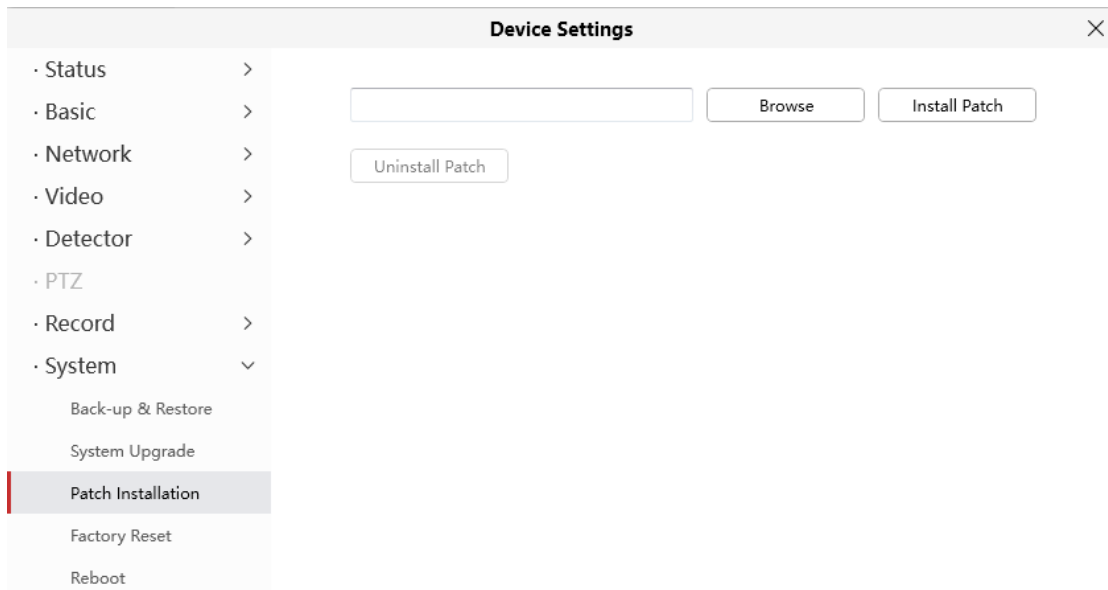 Device Settings
· Status
· Basic
· Network
· Video
· Detector
· PTZ
· Record
· System
Back-up & Restore
System Upgrade
Patch Installation
Factory Reset
Reboot
Browse
Install Patch
Uninstall Patch